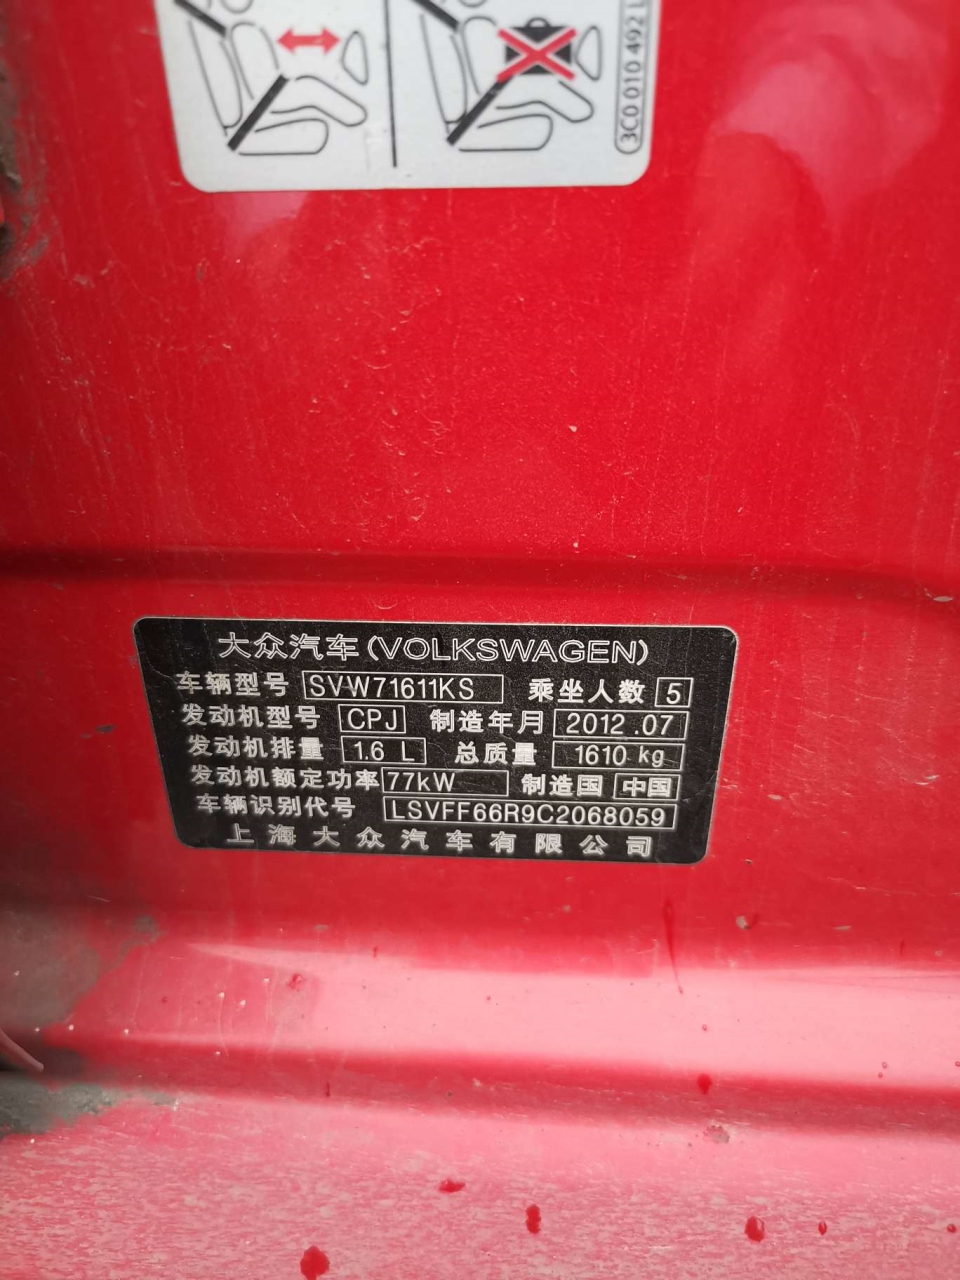 3C0 010 492
大众汽车(VOLKSWAGEN)
车辆型号 SVW71611KS 乘坐人数 5
发动机型号 CPJ 制造年月 2012.07
发动机排量 1.6 L 总质量 1610 kg
发动机额定功率 77kW 制造国 中国
车辆识别代号 LSVFF66R9C2068059
上海大众汽车有限公司